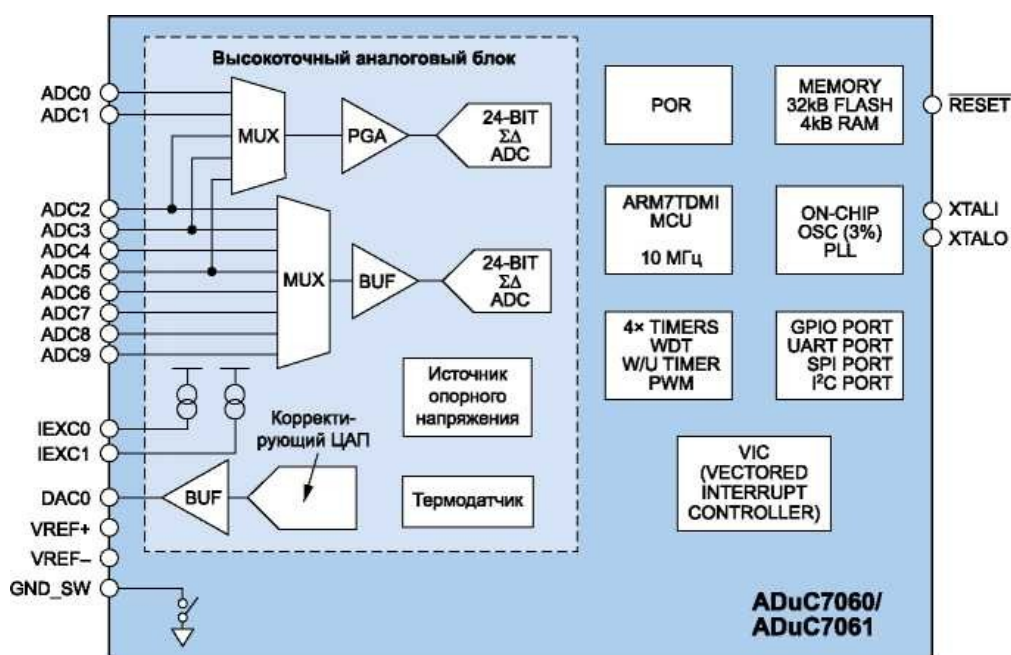 Высокоточный аналоговый блок
ADC0
ADC1
MUX
PGA
24-BIT
ΣΔ
ADC
ADC2
ADC3
ADC4
ADC5
ADC6
ADC7
ADC8
ADC9
MUX
BUF
24-BIT
ΣΔ
ADC
IEXC0
IEXC1
Источник
опорного
напряжения
Корректи-
рующий ЦАП
DAC0
BUF
Термодатчик
VREF+
VREF–
GND_SW
POR
MEMORY
32kB FLASH
4kB RAM
RESET
ARM7TDMI
MCU
10 МГц
ON-CHIP
OSC (3%)
PLL
XTALI
XTALO
4× TIMERS
WDT
W/U TIMER
PWM
GPIO PORT
UART PORT
SPI PORT
I²C PORT
VIC
(VECTORED
INTERRUPT
CONTROLLER)
ADuC7060/
ADuC7061